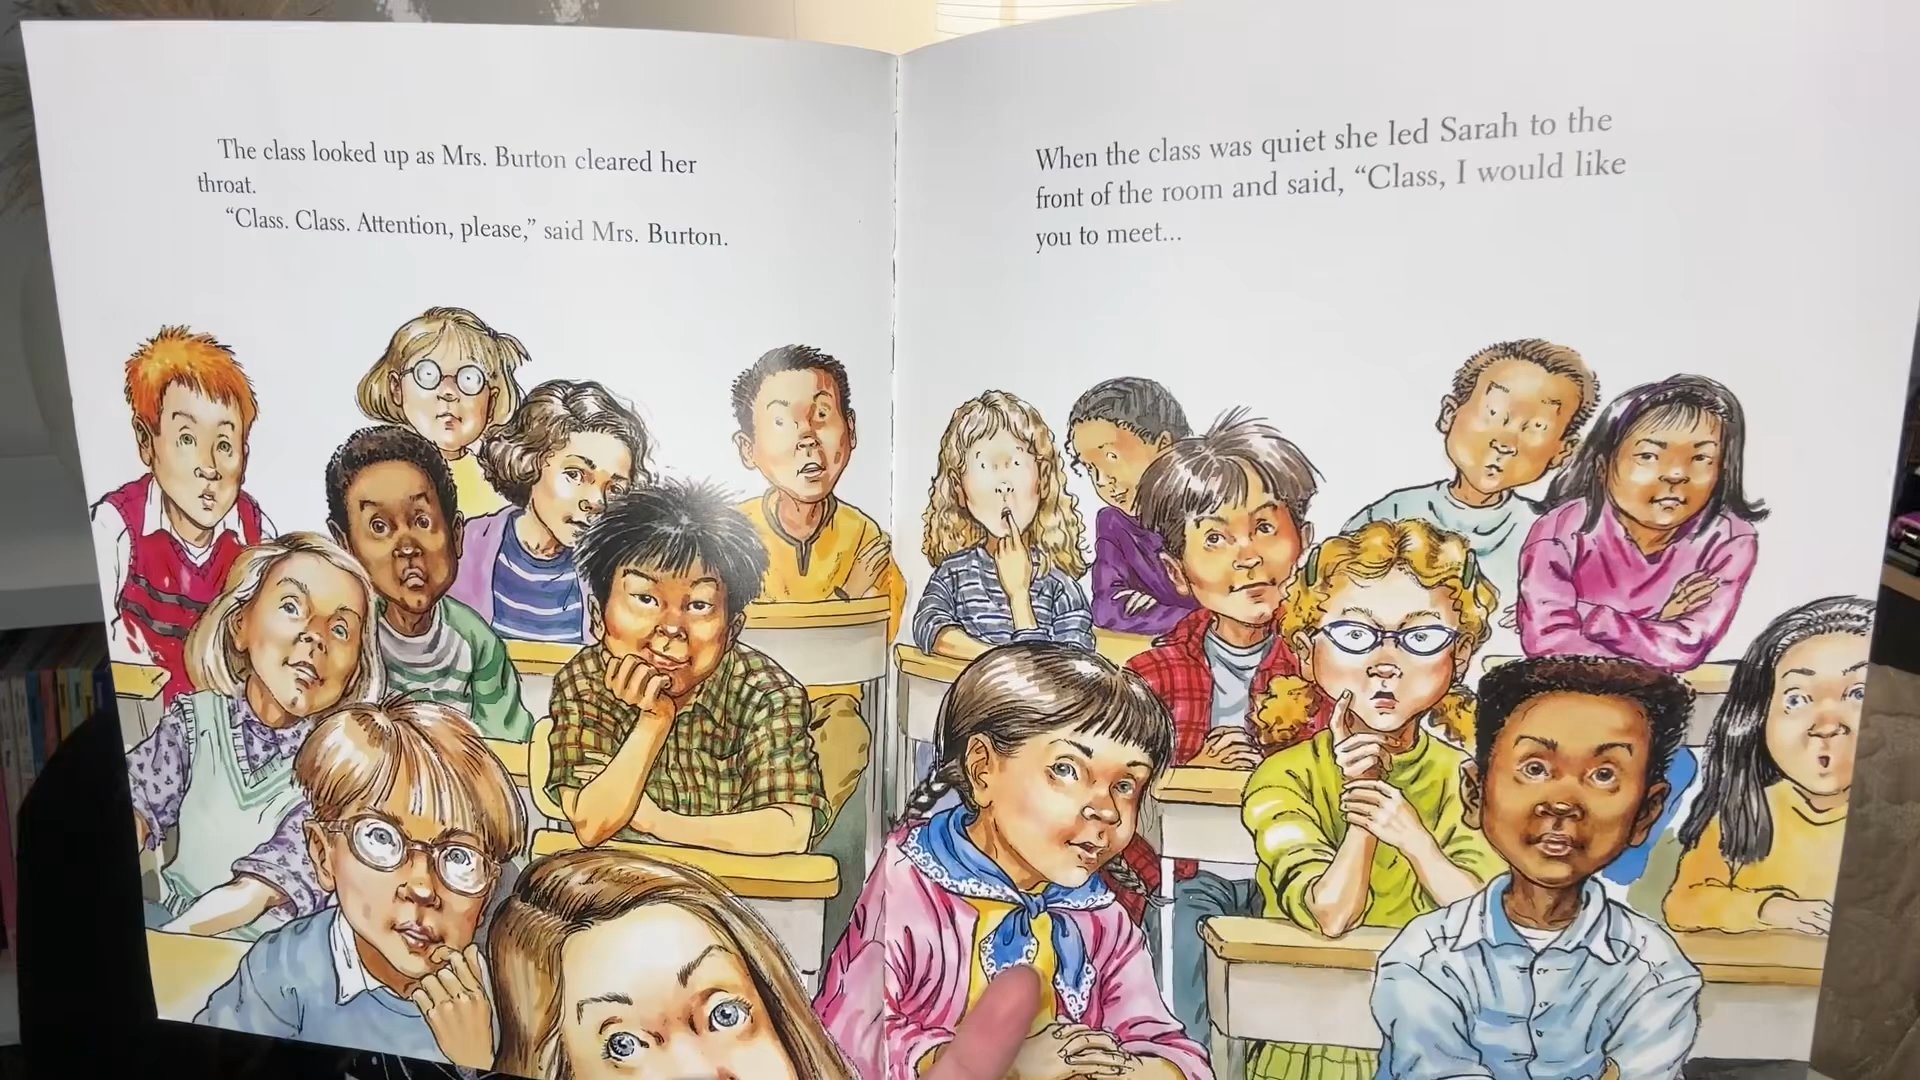 The class looked up as Mrs. Burton cleared her
throat.
“Class. Class. Attention, please,” said Mrs. Burton.
When the class was quiet she led Sarah to the
front of the room and said, “Class, I would like
you to meet...